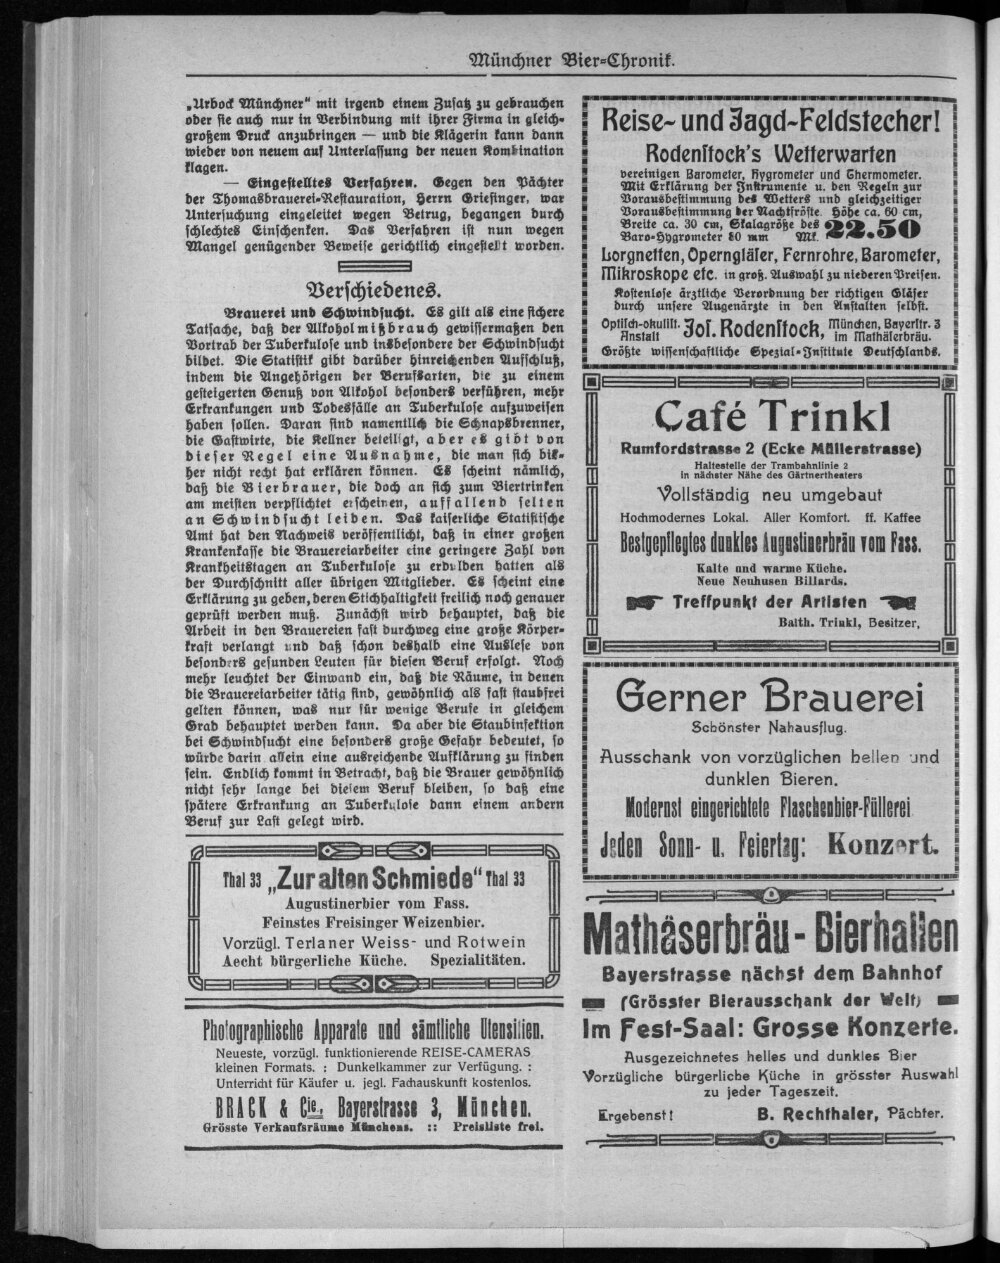 Münchner Bier-Chronik.
„Urbock Münchner“ mit irgend einem Zusatz zu gebrauchen
oder sie auch nur in Verbindung mit ihrer Firma in gleich-
großem Druck anzubringen — und die Klägerin kann dann
wieder von neuem auf Unterlassung der neuen Kombination
klagen.
— Eingestelltes Verfahren. Gegen den Pächter
der Thomasbrauerei-Restauration, Herrn Griesinger, war
Untersuchung eingeleitet wegen Betrug, begangen durch
schlechtes Einschenken. Das Verfahren ist nun wegen
Mangel genügender Beweise gerichtlich eingestellt worden.
Verschiedenes.
Brauerei und Schwindsucht. Es gilt als eine sichere
Tatsache, daß der Alkoholmißbrauch gewissermaßen den
Vortrab der Tuberkulose und insbesondere der Schwindsucht
bildet. Die Statistik gibt darüber hinreichenden Aufschluß,
indem die Angehörigen der Berufsarten, die zu einem
gesteigerten Genuß von Alkohol besonders verführen, mehr
Erkrankungen und Todesfälle an Tuberkulose aufzuweisen
haben sollen. Daran sind namentlich die Schnapsbrenner,
die Gastwirte, die Kellner beteiligt, aber es gibt von
dieser Regel eine Ausnahme, die man sich bis-
her nicht recht hat erklären können. Es scheint nämlich,
daß die Bierbrauer, die doch an sich zum Biertrinken
am meisten verpflichtet erscheinen, auffallend selten
an Schwindsucht leiden. Das kaiserliche Statistische
Amt hat den Nachweis veröffentlicht, daß in einer großen
Krankenkasse die Brauereiarbeiter eine geringere Zahl von
Krankheitstagen an Tuberkulose zu erdulden hatten als
der Durchschnitt aller übrigen Mitglieder. Es scheint eine
Erklärung zu geben, deren Stichhaltigkeit freilich noch genauer
geprüft werden muß. Zunächst wird behauptet, daß die
Arbeit in den Brauereien fast durchweg eine große Körper-
kraft verlangt und daß schon deshalb eine Auslese von
besonders gesunden Leuten für diesen Beruf erfolgt. Noch
mehr leuchtet der Einwand ein, daß die Räume, in denen
die Brauereiarbeiter tätig sind, gewöhnlich als fast staubfrei
gelten können, was nur für wenige Berufe in gleichem
Grad behauptet werden kann. Da aber die Staubinfektion
bei Schwindsucht eine besonders große Gefahr bedeutet, so
würde darin allein eine ausreichende Aufklärung zu finden
sein. Endlich kommt in Betracht, daß die Brauer gewöhnlich
nicht sehr lange bei diesem Beruf bleiben, so daß eine
spätere Erkrankung an Tuberkulose dann einem andern
Beruf zur Last gelegt wird.
Thal 33 „Zur alten Schmiede“ Thal 33
Augustinerbier vom Fass.
Feinstes Freisinger Weizenbier.
Vorzügl. Terlaner Weiss- und Rotwein
Aecht bürgerliche Küche. Spezialitäten.
Photographische Apparate und sämtliche Utensilien.
Neueste, vorzügl. funktionierende REISE-CAMERAS
kleinen Formats. : Dunkelkammer zur Verfügung. :
Unterricht für Käufer u. jegl. Fachauskunft kostenlos.
BRACK & Cie., Bayerstrasse 3, München.
Grösste Verkaufsräume Münchens. :: Preisliste frei.
Reise- und Jagd-Feldstecher!
Rodenstock's Wetterwarten
vereinigen Barometer, Hygrometer und Thermometer.
Mit Erklärung der Instrumente u. den Regeln zur
Vorausbestimmung des Wetters und gleichzeitiger
Vorausbestimmung der Nachtfröste. Höhe ca. 60 cm,
Breite ca. 30 cm, Skalagröße des
Baro-Hygrometer 80 mm Mk. 22.50
Lorgnetten, Operngläser, Fernrohre, Barometer,
Mikroskope etc. in groß. Auswahl zu niederen Preisen.
Kostenlose ärztliche Verordnung der richtigen Gläser
durch unsere Augenärzte in den Anstalten selbst.
Optisch-okulist. Anstalt Jos. Rodenstock, München, Bayerstr. 3 im Mathäserbräu.
Größte wissenschaftliche Spezial-Institute Deutschlands.
Café Trinkl
Rumfordstrasse 2 (Ecke Müllerstrasse)
Haltestelle der Trambahnlinie 2
in nächster Nähe des Gärtnertheaters
Vollständig neu umgebaut
Hochmodernes Lokal. Aller Komfort. ff. Kaffee
Bestgepflegtes dunkles Augustinerbräu vom Fass.
Kalte und warme Küche.
Neue Neuhusen Billards.
Treffpunkt der Artisten
Balth. Trinkl, Besitzer,
Gerner Brauerei
Schönster Nahausflug.
Ausschank von vorzüglichen hellen und
dunklen Bieren.
Modernst eingerichtete Flaschenbier-Füllerei
Jeden Sonn- u. Feiertag: Konzert.
Mathäserbräu-Bierhallen
Bayerstrasse nächst dem Bahnhof
(Grösster Bierausschank der Welt)
Im Fest-Saal: Grosse Konzerte.
Ausgezeichnetes helles und dunkles Bier
Vorzügliche bürgerliche Küche in grösster Auswahl
zu jeder Tageszeit.
Ergebenst! B. Rechthaler, Pächter.